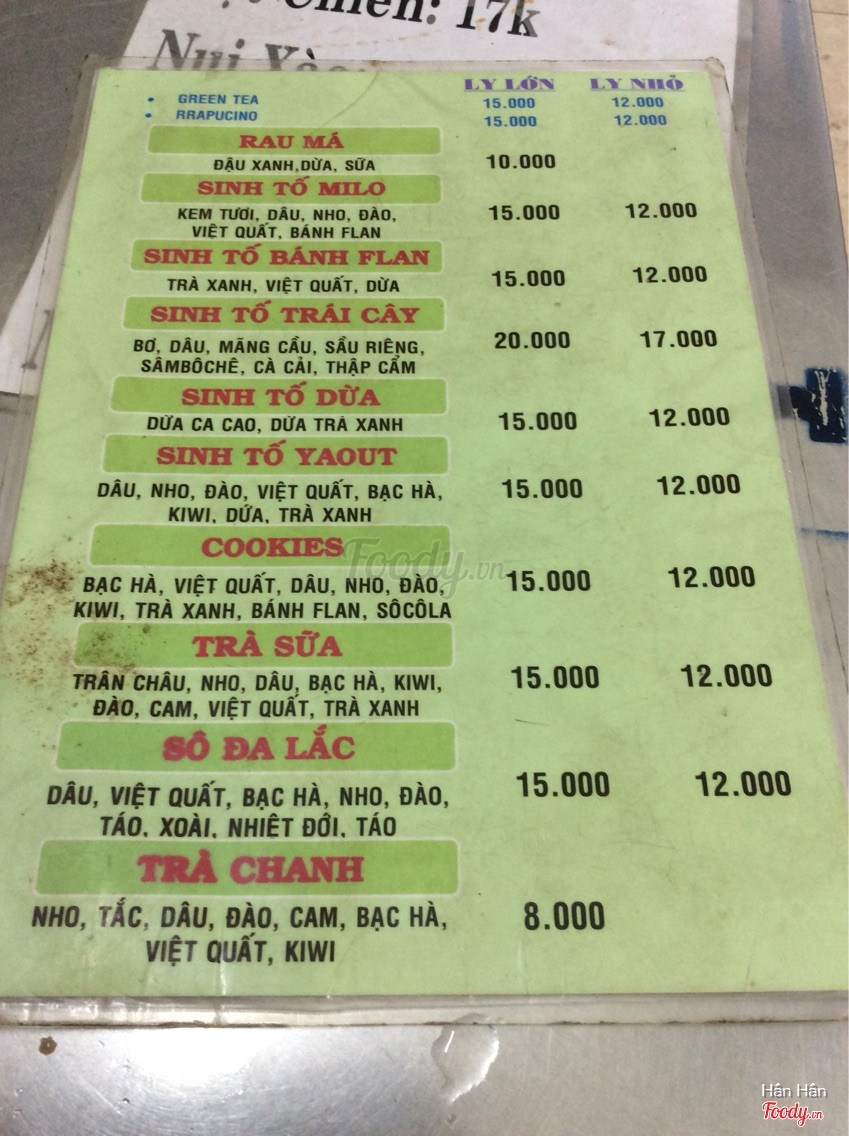 Chiên: 17k
Nui Xào
LY LỚN LY NHỎ
• GREEN TEA 15.000 12.000
• RRAPUCINO 15.000 12.000
RAU MÁ
ĐẬU XANH,DỪA, SỮA 10.000
SINH TỐ MILO
KEM TƯƠI, DÂU, NHO, ĐÀO, 15.000 12.000
VIỆT QUẤT, BÁNH FLAN
SINH TỐ BÁNH FLAN
TRÀ XANH, VIỆT QUẤT, DỪA 15.000 12.000
SINH TỐ TRÁI CÂY
BƠ, DÂU, MÃNG CẦU, SẦU RIÊNG, 20.000 17.000
SÂMBÔCHÊ, CÀ CẢI, THẬP CẨM
SINH TỐ DỪA
DỪA CA CAO, DỪA TRÀ XANH 15.000 12.000
SINH TỐ YAOUT
DÂU, NHO, ĐÀO, VIỆT QUẤT, BẠC HÀ, 15.000 12.000
KIWI, DỨA, TRÀ XANH
COOKIES
BẠC HÀ, VIỆT QUẤT, DÂU, NHO, ĐÀO, 15.000 12.000
KIWI, TRÀ XANH, BÁNH FLAN, SÔCÔLA
TRÀ SỮA
TRÂN CHÂU, NHO, DÂU, BẠC HÀ, KIWI, 15.000 12.000
ĐÀO, CAM, VIỆT QUẤT, TRÀ XANH
SÔ ĐA LẮC
DÂU, VIỆT QUẤT, BẠC HÀ, NHO, ĐÀO, 15.000 12.000
TÁO, XOÀI, NHIỆT ĐỚI, TÁO
TRÀ CHANH
NHO, TẮC, DÂU, ĐÀO, CAM, BẠC HÀ, 8.000
VIỆT QUẤT, KIWI
Foody.vn
Hân Hân
Foody.vn